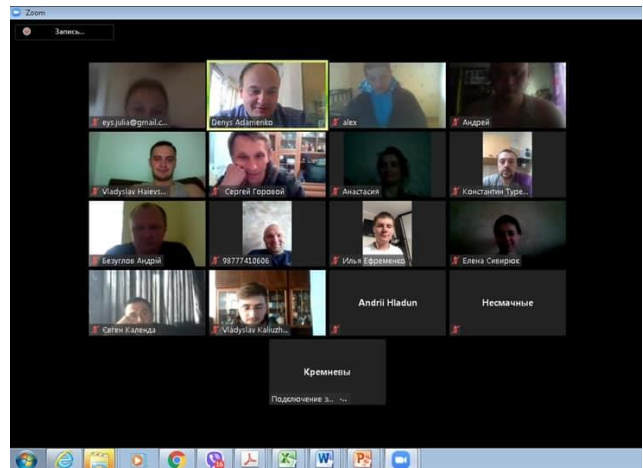 Zoom
Запись...
eys.julia@gmail.c...
Denys Adamenko
alex
Андрей
Vladyslav Haievs...
Сергей Горовой
Анастасия
Константин Туре...
Безуглов Андрій
98777410606
Илья Ефременко
Елена Сивирюк
Євген Календа
Vladyslav Kaliuzh...
Andrii Hladun
Несмачные
Кремневы
Подключение з...